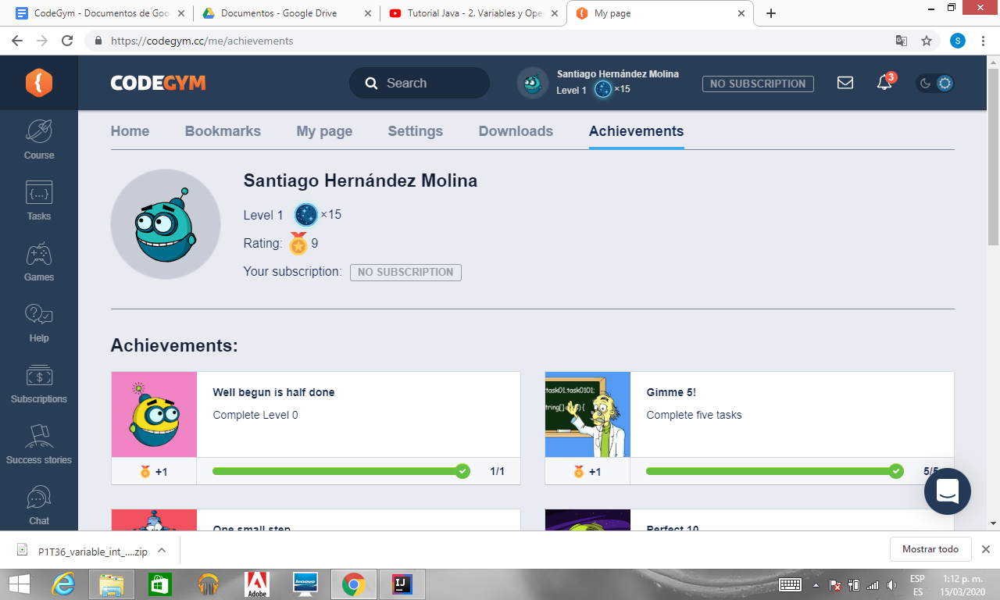 CodeGym - Documentos de Goo
Documentos - Google Drive
Tutorial Java - 2. Variables y Ope
My page
https://codegym.cc/me/achievements
S
CODEGYM
Search
Santiago Hernández Molina
Level 1 ×15
NO SUBSCRIPTION
3
Home
Bookmarks
My page
Settings
Downloads
Achievements
Course
Tasks
Games
Help
Subscriptions
Success stories
Chat
Santiago Hernández Molina
Level 1 ×15
Rating: 9
Your subscription: NO SUBSCRIPTION
Achievements:
Well begun is half done
Complete Level 0
+1
1/1
task01.task0101;
Gimme 5!
Complete five tasks
+1
5/5
One small step
Perfect 10
P1T36_variable_int_....zip
Mostrar todo
Adobe
lenovo
IJ
ESP
ES
1:12 p. m.
15/03/2020